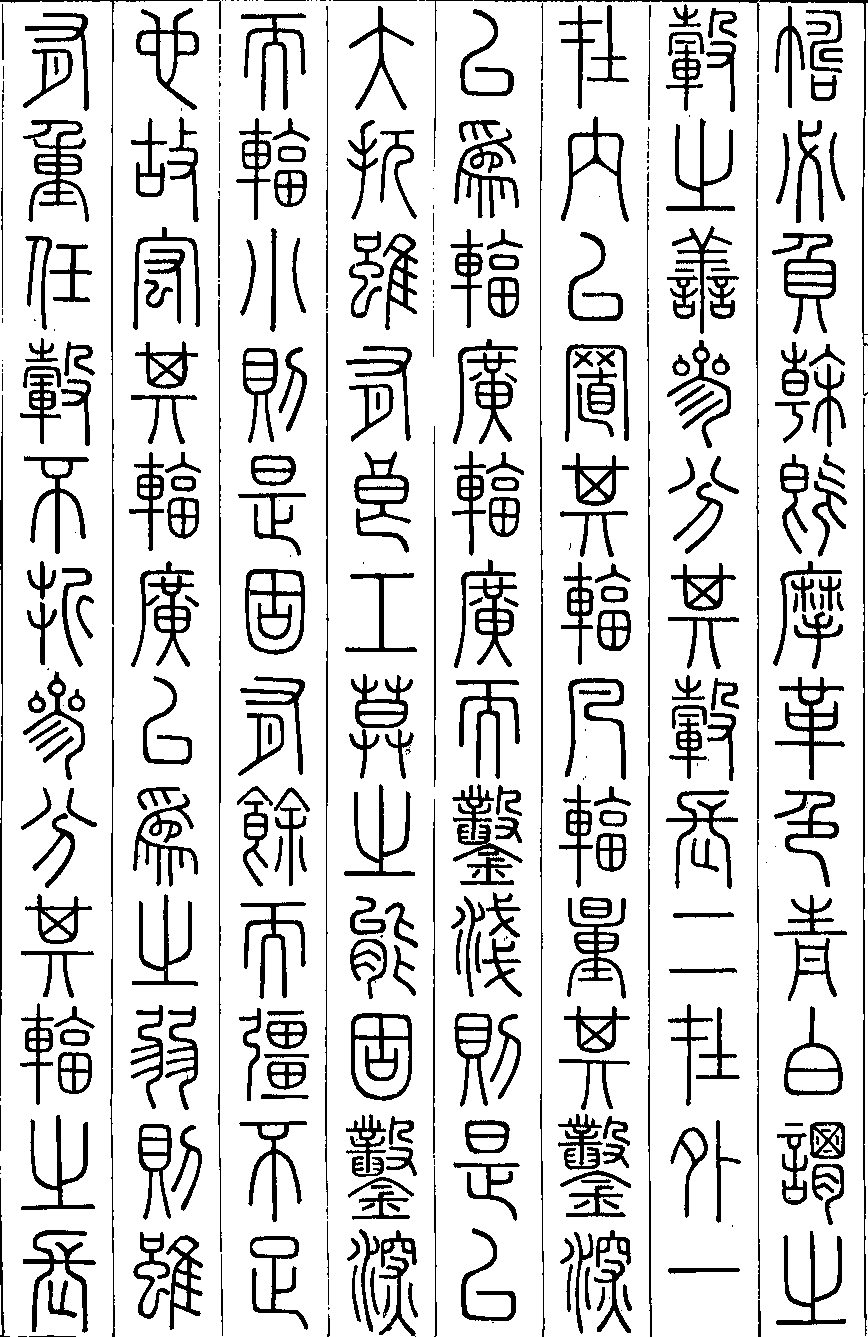 幬必負幹既摩革色青白謂之
轂之善參分其轂長二在外一
在內以置其輻凡輻量其鑿深
以為輻廣輻廣而鑿淺則是以
大扤雖有良工莫之能固鑿深
而輻小則是固有餘而彊不足
也故宏其輻廣以為之弱則雖
有重任轂不折參分其輻之長